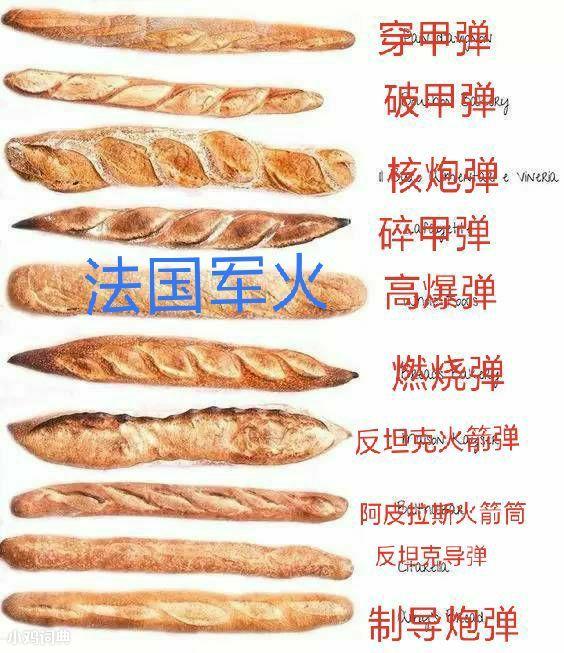 穿甲弹
破甲弹
核炮弹
e Vineria
碎甲弹
法国军火
高爆弹
燃烧弹
反坦克火箭弹
阿皮拉斯火箭筒
反坦克导弹
Citarella
制导炮弹
小鸡词典